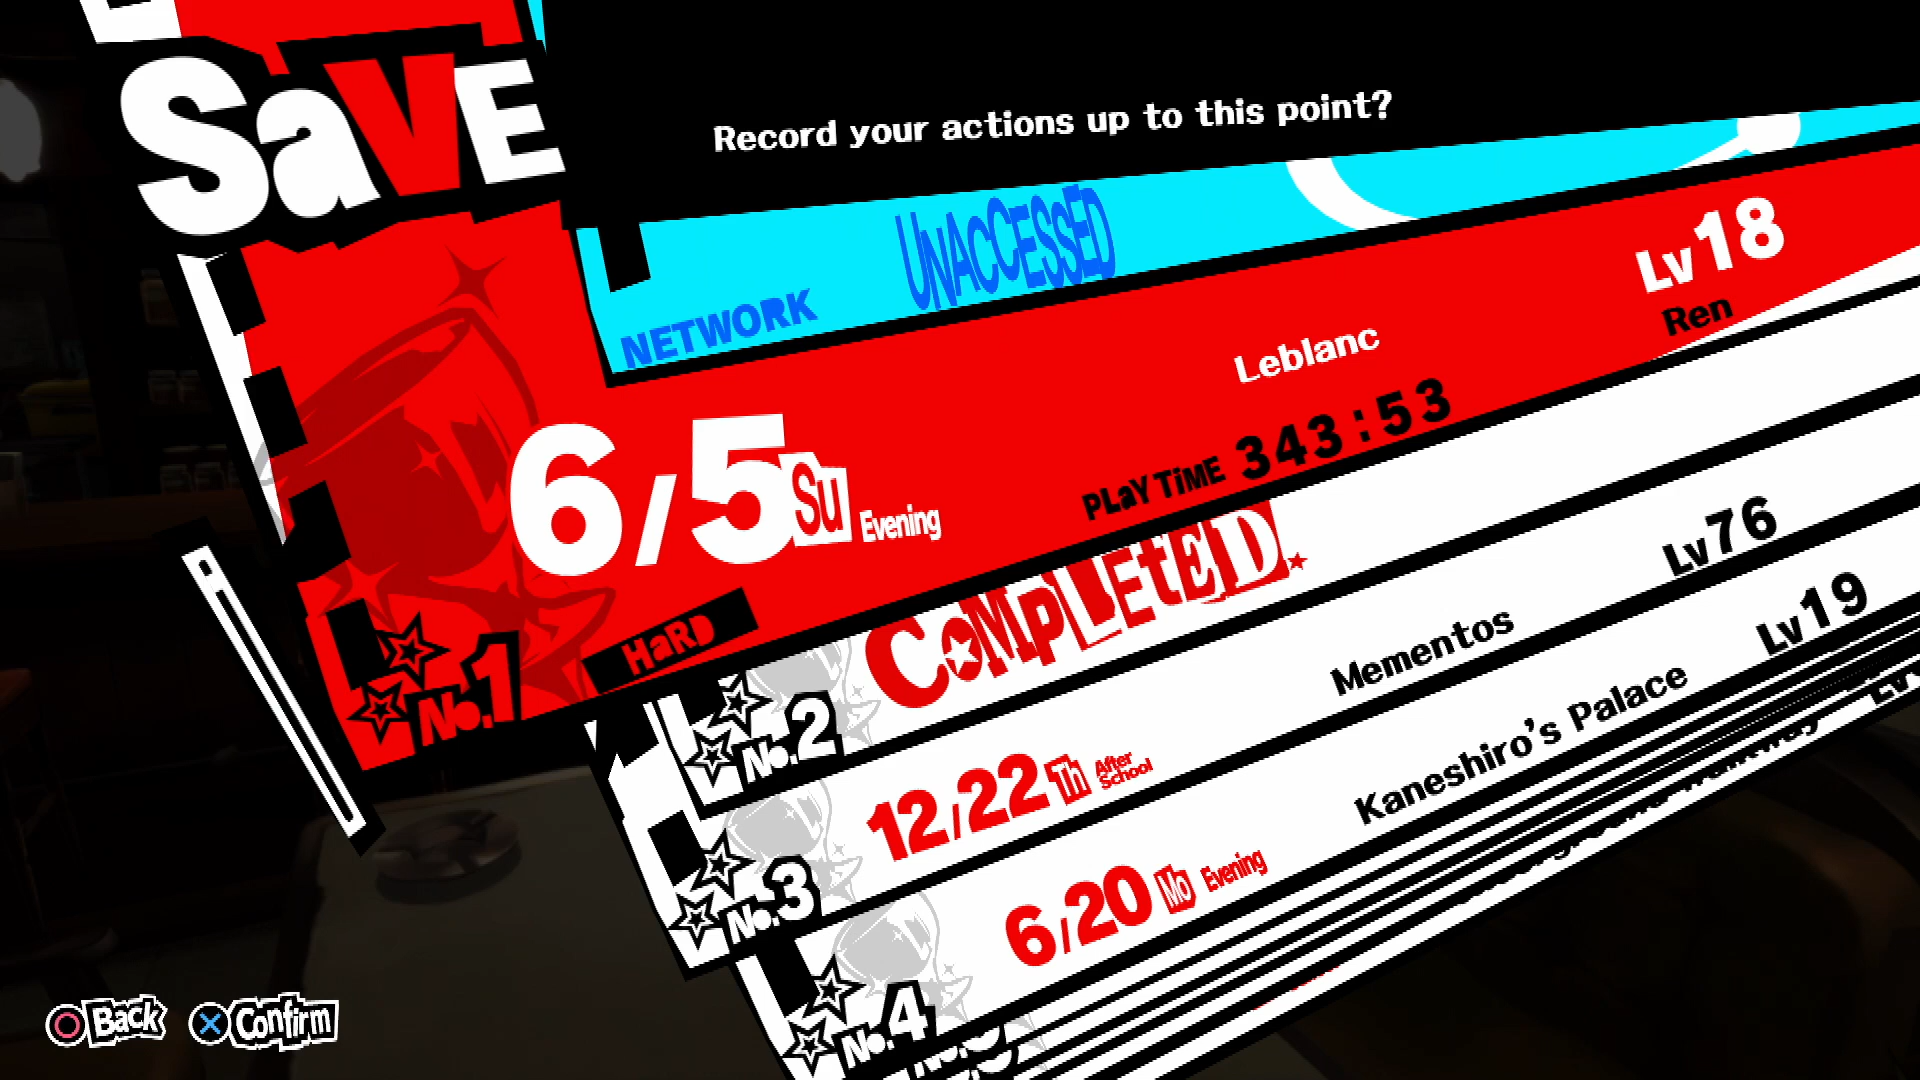 SaVE
Record your actions up to this point?
NETWORK UNACCESSED
Lv18
Ren
Leblanc
6/5 Su Evening
PLaY TiME 343:53
HaRD
No.1
No.2 CoMpLEtED
Lv76
No.3 12/22 Th After School Mementos
Lv19
No.4 6/20 Mo Evening Kaneshiro's Palace
Back Confirm